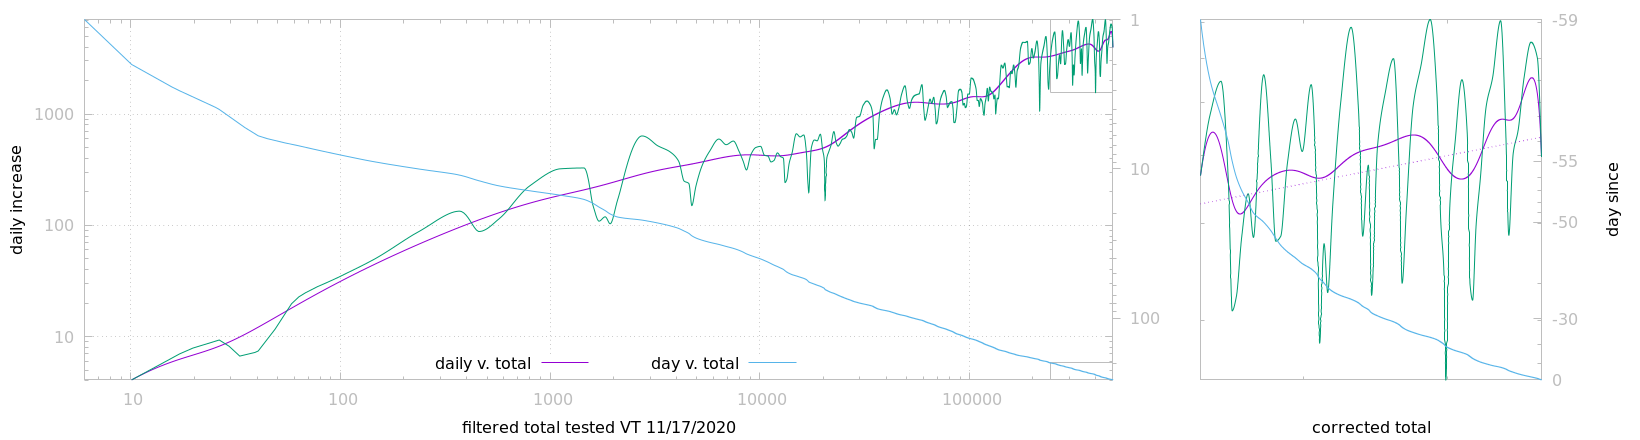 daily increase
1000
100
10
daily v. total
day v. total
10
100
1000
10000
100000
filtered total tested VT 11/17/2020
1
10
100
-59
-55
-50
-30
0
day since
corrected total